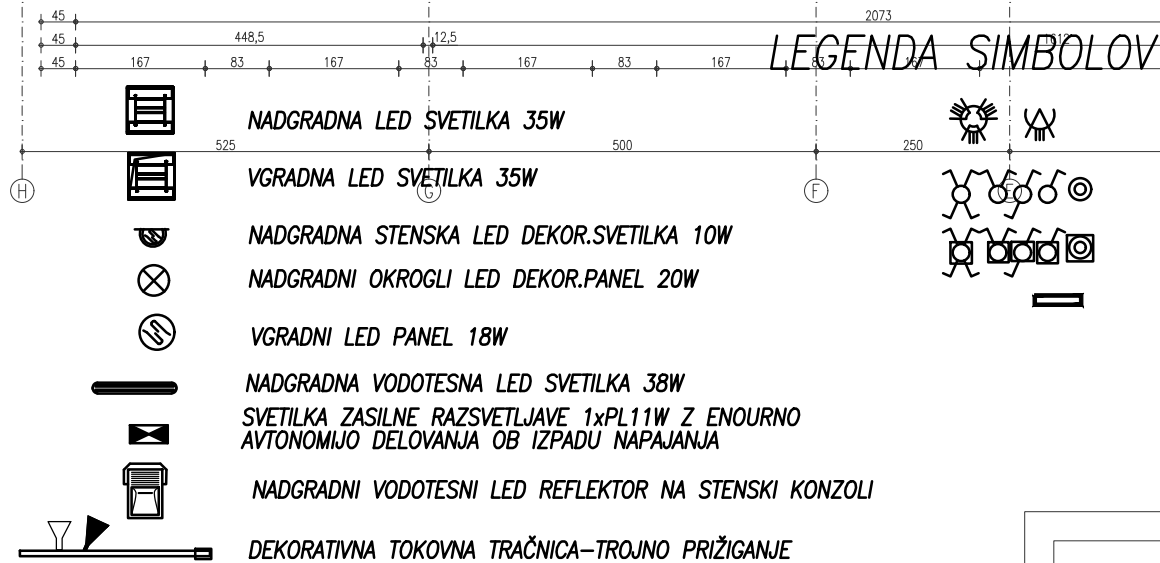 45 2073
45 448,5 12,5 1612
LEGENDA SIMBOLOV
45 167 83 167 83 167 83 167 83 167
NADGRADNA LED SVETILKA 35W
525 500 250
VGRADNA LED SVETILKA 35W
H G F E
NADGRADNA STENSKA LED DEKOR.SVETILKA 10W
NADGRADNI OKROGLI LED DEKOR.PANEL 20W
VGRADNI LED PANEL 18W
NADGRADNA VODOTESNA LED SVETILKA 38W
SVETILKA ZASILNE RAZSVETLJAVE 1xPL11W Z ENOURNO
AVTONOMIJO DELOVANJA OB IZPADU NAPAJANJA
NADGRADNI VODOTESNI LED REFLEKTOR NA STENSKI KONZOLI
DEKORATIVNA TOKOVNA TRAČNICA-TROJNO PRIŽIGANJE